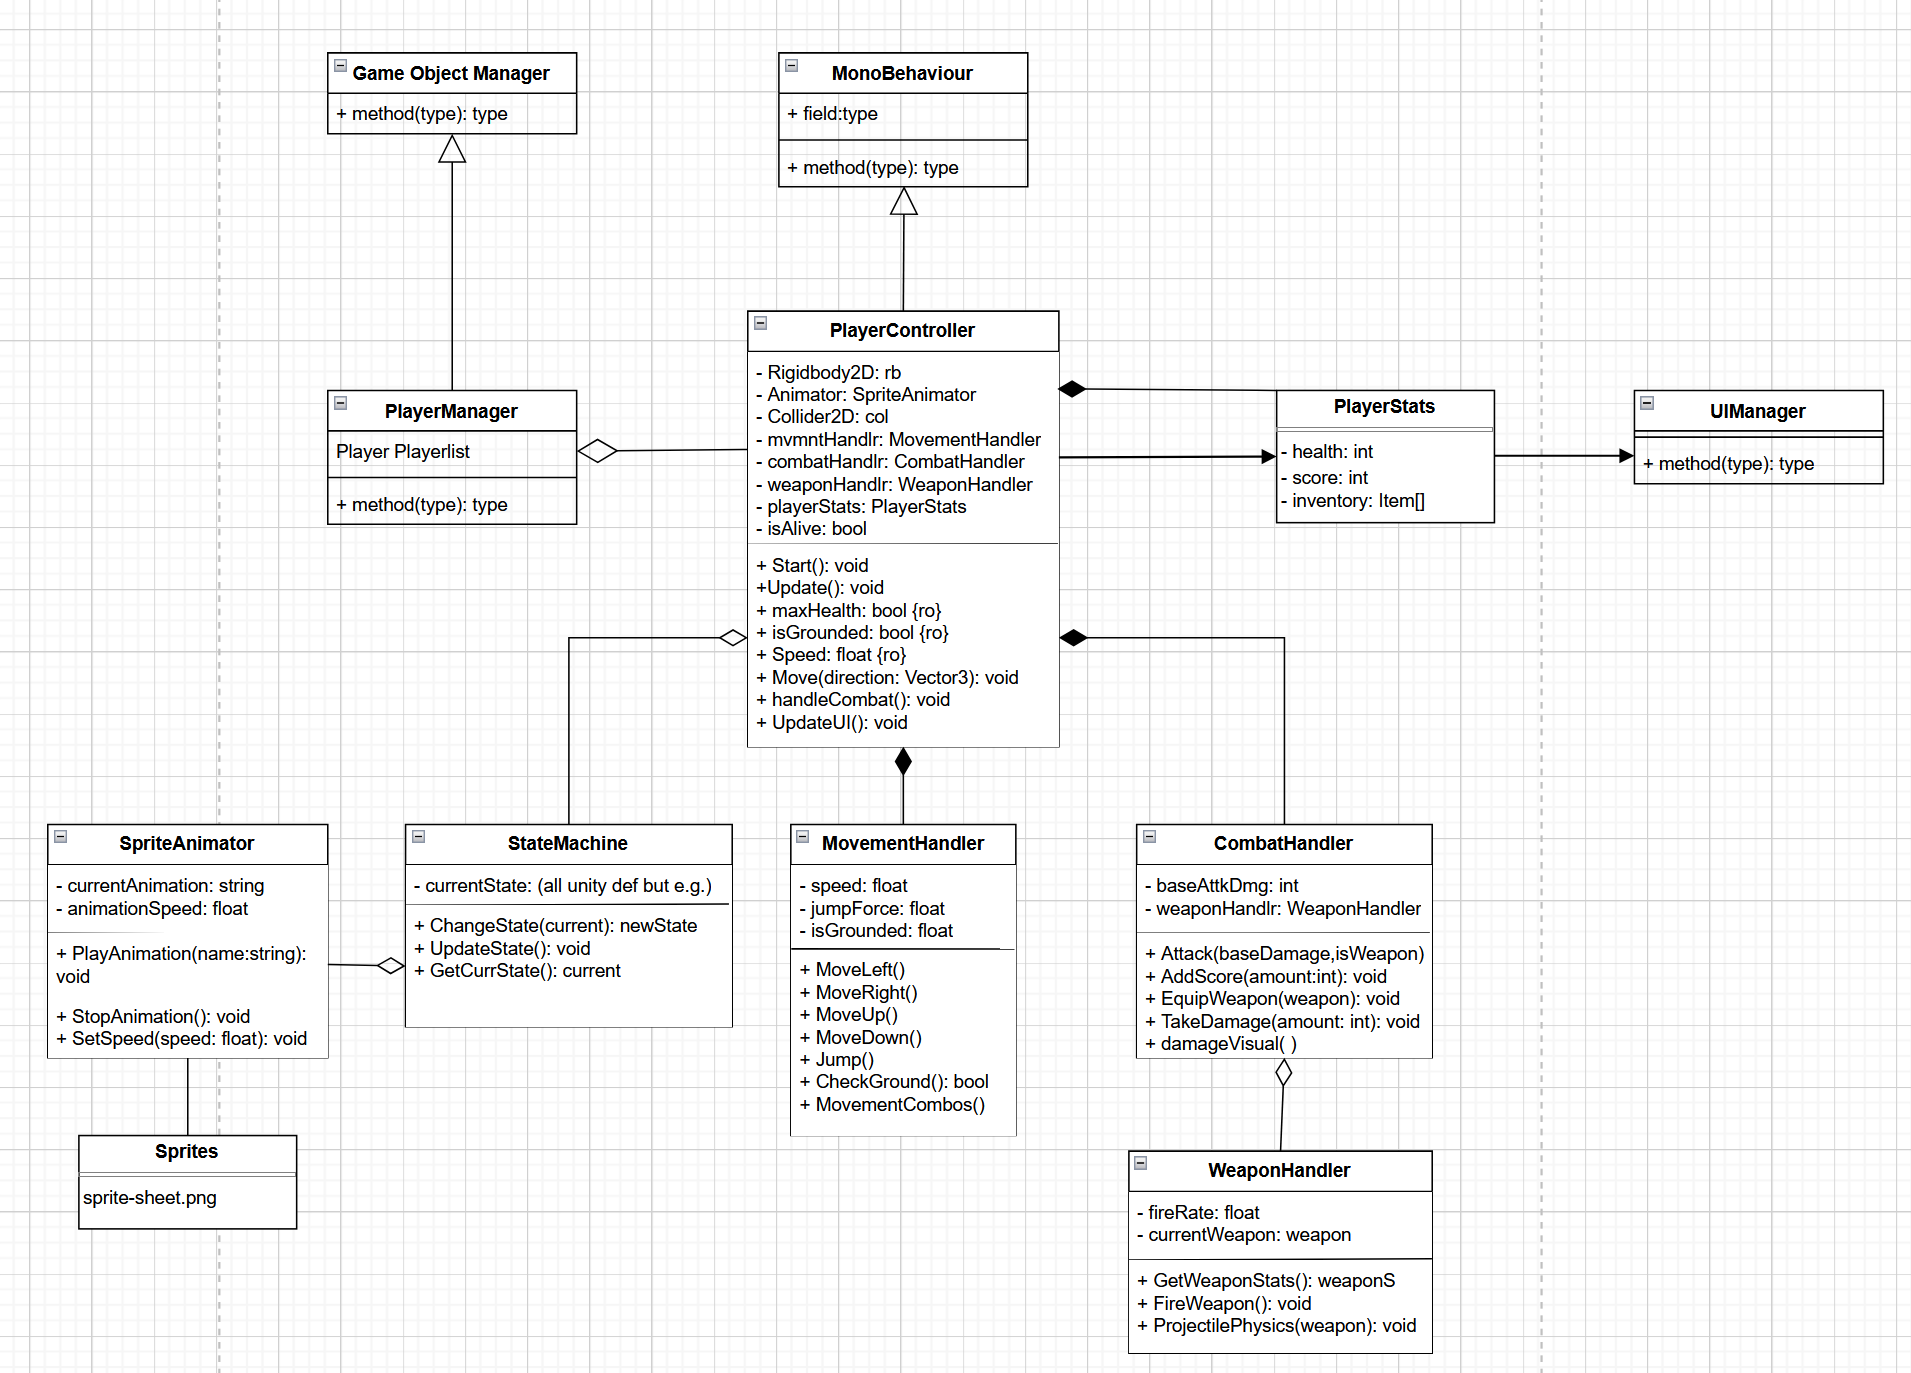 Game Object Manager
+ method(type): type
MonoBehaviour
+ field:type
+ method(type): type
PlayerController
- Rigidbody2D: rb
- Animator: SpriteAnimator
- Collider2D: col
- mvmntHandlr: MovementHandler
- combatHandlr: CombatHandler
- weaponHandlr: WeaponHandler
- playerStats: PlayerStats
- isAlive: bool
+ Start(): void
+Update(): void
+ maxHealth: bool {ro}
+ isGrounded: bool {ro}
+ Speed: float {ro}
+ Move(direction: Vector3): void
+ handleCombat(): void
+ UpdateUI(): void
PlayerManager
Player Playerlist
+ method(type): type
PlayerStats
- health: int
- score: int
- inventory: Item[]
UIManager
+ method(type): type
SpriteAnimator
- currentAnimation: string
- animationSpeed: float
+ PlayAnimation(name:string):
void
+ StopAnimation(): void
+ SetSpeed(speed: float): void
StateMachine
- currentState: (all unity def but e.g.)
+ ChangeState(current): newState
+ UpdateState(): void
+ GetCurrState(): current
MovementHandler
- speed: float
- jumpForce: float
- isGrounded: float
+ MoveLeft()
+ MoveRight()
+ MoveUp()
+ MoveDown()
+ Jump()
+ CheckGround(): bool
+ MovementCombos()
CombatHandler
- baseAttkDmg: int
- weaponHandlr: WeaponHandler
+ Attack(baseDamage,isWeapon)
+ AddScore(amount:int): void
+ EquipWeapon(weapon): void
+ TakeDamage(amount: int): void
+ damageVisual( )
Sprites
sprite-sheet.png
WeaponHandler
- fireRate: float
- currentWeapon: weapon
+ GetWeaponStats(): weaponS
+ FireWeapon(): void
+ ProjectilePhysics(weapon): void